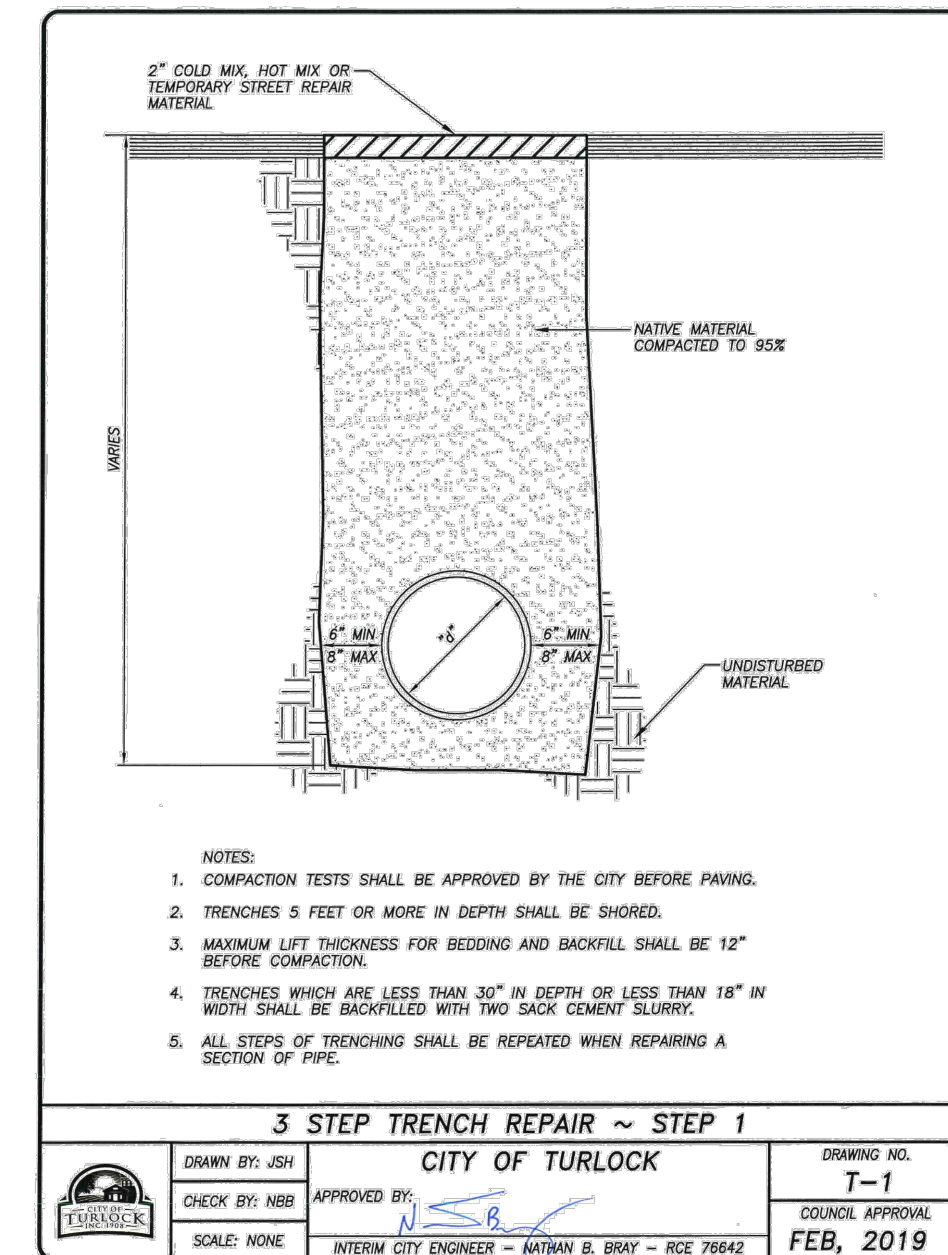 2" COLD MIX, HOT MIX OR
TEMPORARY STREET REPAIR
MATERIAL
NATIVE MATERIAL
COMPACTED TO 95%
VARIES
6" MIN
8" MAX
"d"
6" MIN
8" MAX
UNDISTURBED
MATERIAL
NOTES:
1. COMPACTION TESTS SHALL BE APPROVED BY THE CITY BEFORE PAVING.
2. TRENCHES 5 FEET OR MORE IN DEPTH SHALL BE SHORED.
3. MAXIMUM LIFT THICKNESS FOR BEDDING AND BACKFILL SHALL BE 12"
BEFORE COMPACTION.
4. TRENCHES WHICH ARE LESS THAN 30" IN DEPTH OR LESS THAN 18" IN
WIDTH SHALL BE BACKFILLED WITH TWO SACK CEMENT SLURRY.
5. ALL STEPS OF TRENCHING SHALL BE REPEATED WHEN REPAIRING A
SECTION OF PIPE.
3 STEP TRENCH REPAIR ~ STEP 1
CITY OF
TURLOCK
INC. 1908
DRAWN BY: JSH
CHECK BY: NBB
SCALE: NONE
CITY OF TURLOCK
APPROVED BY:
INTERIM CITY ENGINEER – NATHAN B. BRAY ~ RCE 76642
DRAWING NO.
T-1
COUNCIL APPROVAL
FEB, 2019